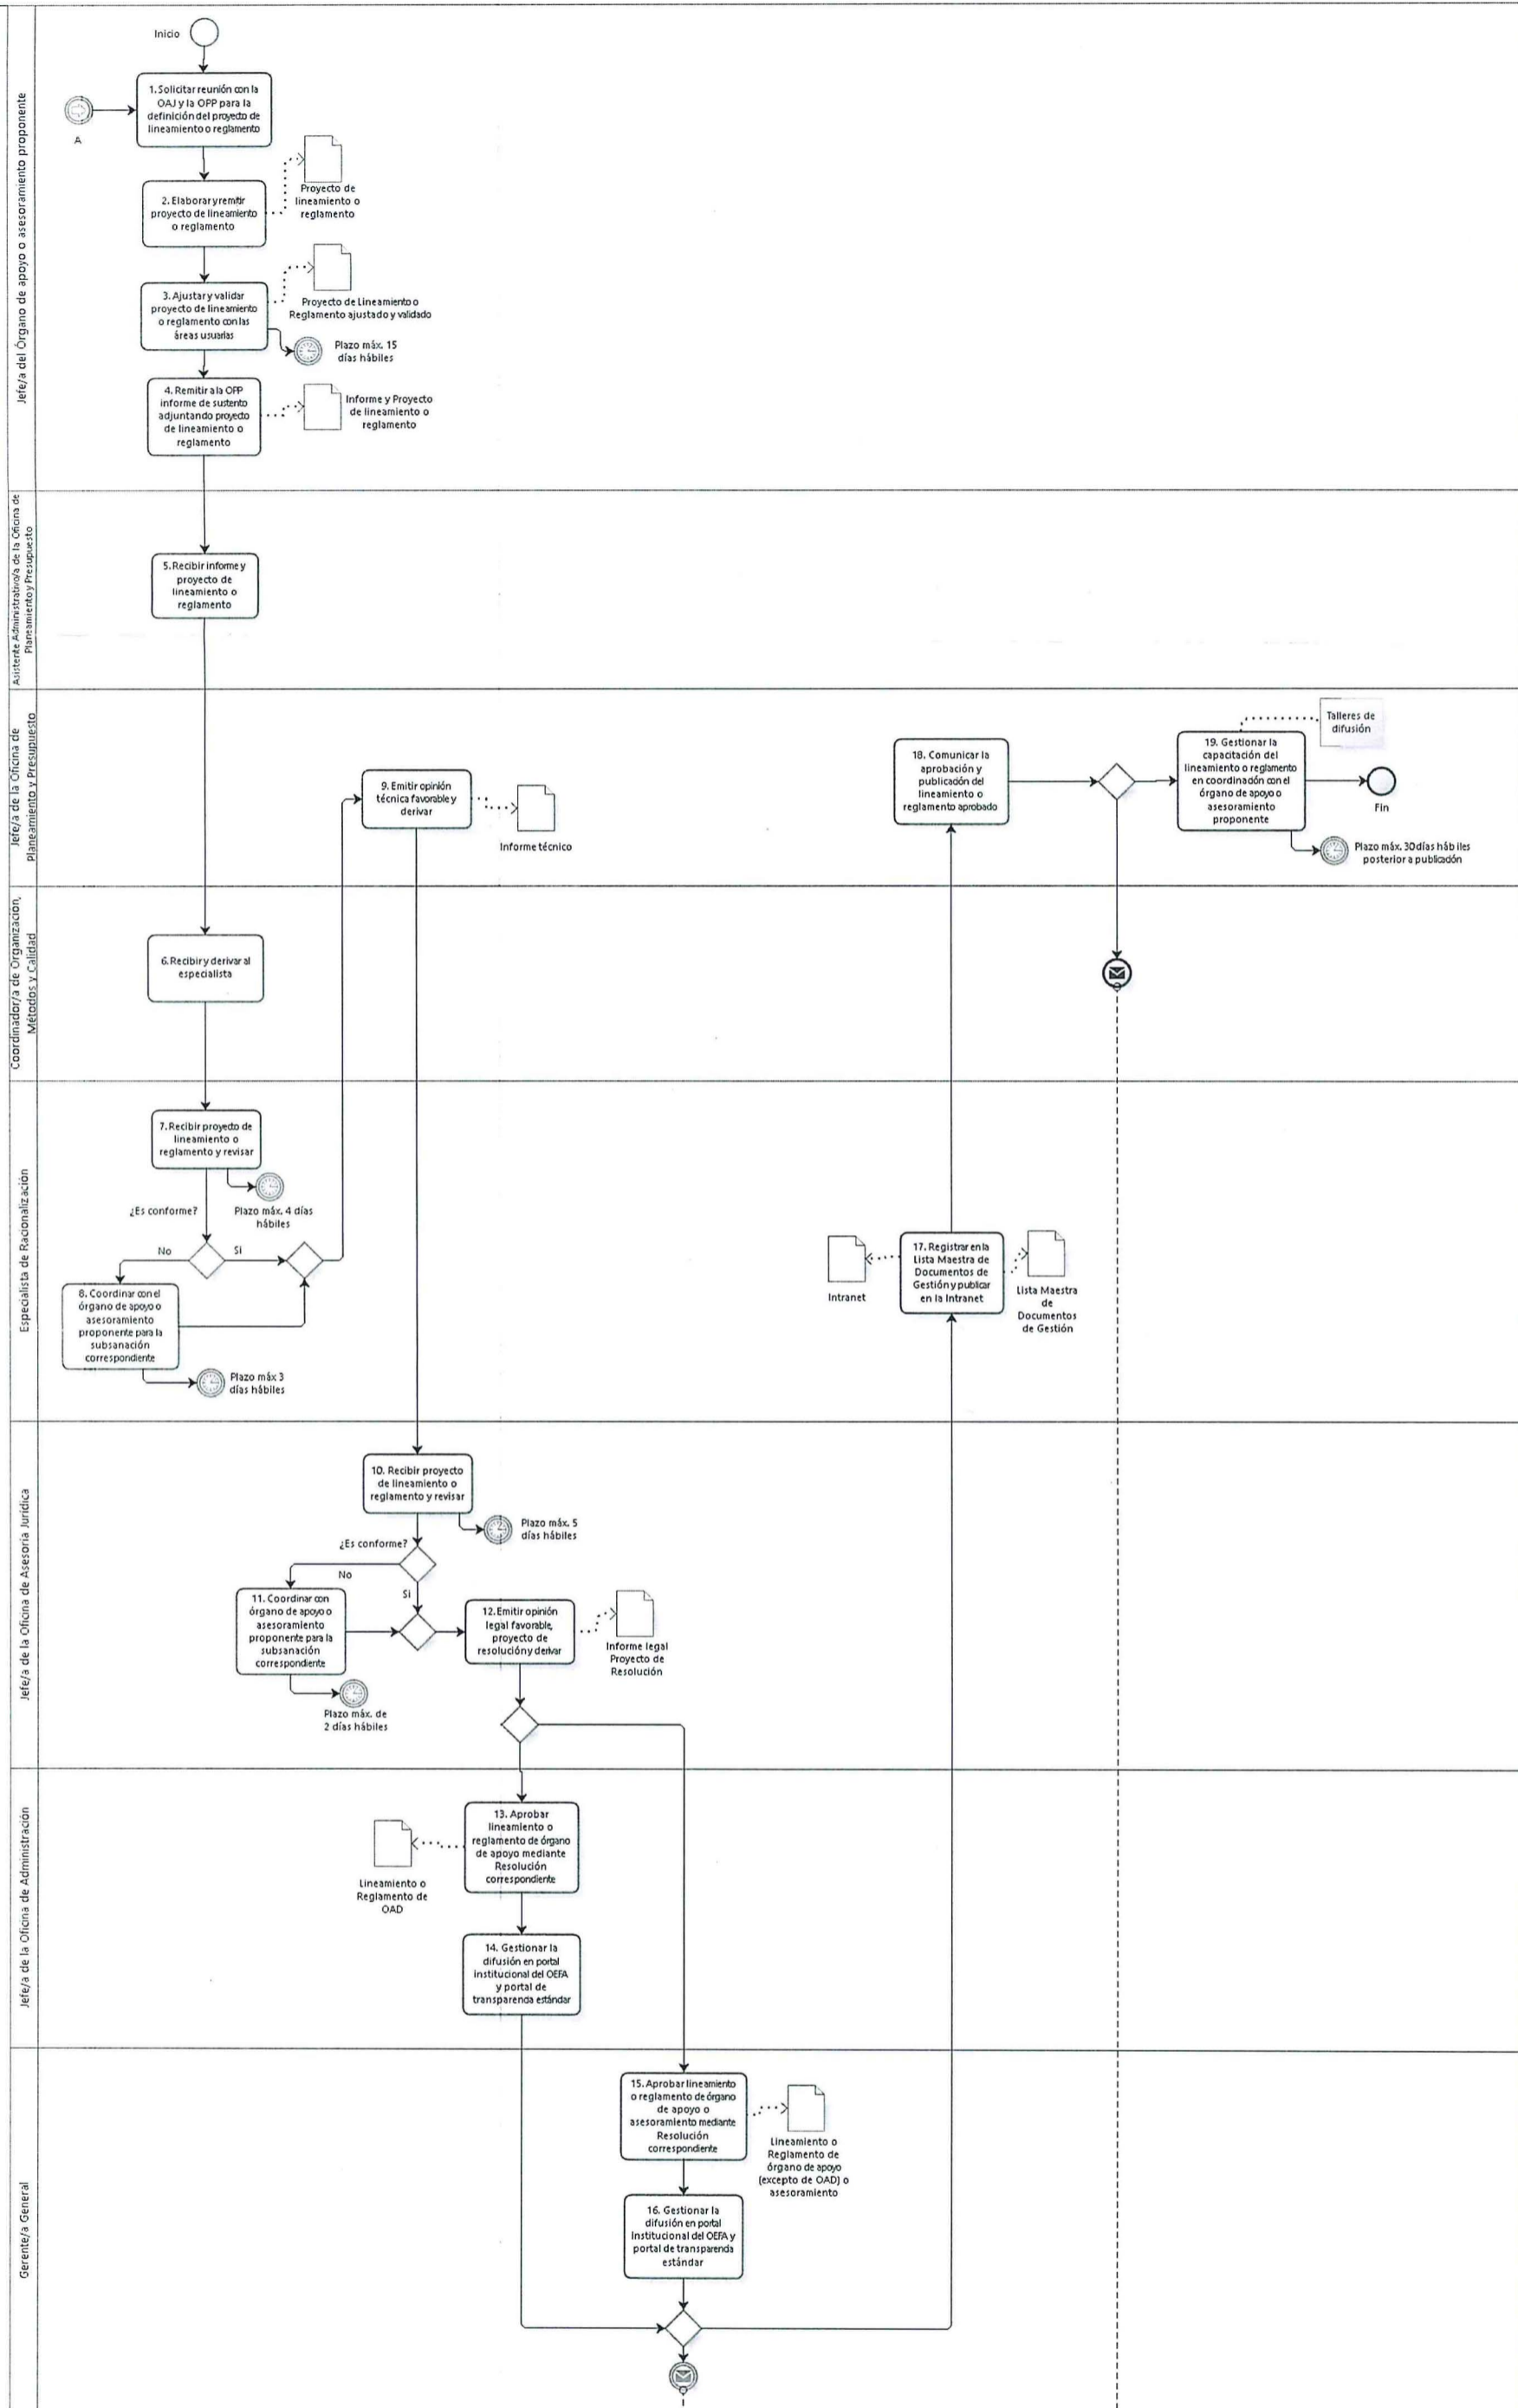 Jefe/a del Órgano de apoyo o asesoramiento proponente
Inicio
A
1. Solicitar reunión con la
OAJ y la OPP para la
definición del proyecto de
lineamiento o reglamento
2. Elaborar y remitir
proyecto de lineamiento
o reglamento
Proyecto de
lineamiento o
reglamento
3. Ajustar y validar
proyecto de lineamiento
o reglamento con las
áreas usuarias
Proyecto de Lineamiento o
Reglamento ajustado y validado
Plazo máx. 15
días hábiles
4. Remitir a la OPP
informe de sustento
adjuntando proyecto
de lineamiento o
reglamento
Informe y Proyecto
de lineamiento o
reglamento
Asistente Administrativo/a de la Oficina de
Planeamiento y Presupuesto
5. Recibir informe y
proyecto de
lineamiento o
reglamento
Jefe/a de la Oficina de
Planeamiento y Presupuesto
9. Emitir opinión
técnica favorable y
derivar
Informe técnico
18. Comunicar la
aprobación y
publicación del
lineamiento o
reglamento aprobado
19. Gestionar la
capacitación del
lineamiento o reglamento
en coordinación con el
órgano de apoyo o
asesoramiento
proponente
Talleres de
difusión
Fin
Plazo máx. 30 días hábiles
posterior a publicación
Coordinador/a de Organización,
Métodos y Calidad
6. Recibir y derivar al
especialista
Especialista de Racionalización
7. Recibir proyecto de
lineamiento o
reglamento y revisar
¿Es conforme?
Plazo máx. 4 días
hábiles
No
Si
8. Coordinar con el
órgano de apoyo o
asesoramiento
proponente para la
subsanación
correspondiente
Plazo máx 3
días hábiles
Intranet
17. Registrar en la
Lista Maestra de
Documentos de
Gestión y publicar
en la Intranet
Lista Maestra
de
Documentos
de Gestión
Jefe/a de la Oficina de Asesoría Jurídica
10. Recibir proyecto
de lineamiento o
reglamento y revisar
Plazo máx. 5
días hábiles
¿Es conforme?
No
Si
11. Coordinar con
órgano de apoyo o
asesoramiento
proponente para la
subsanación
correspondiente
Plazo máx. de
2 días hábiles
12. Emitir opinión
legal favorable,
proyecto de
resolución y derivar
Informe legal
Proyecto de
Resolución
Jefe/a de la Oficina de Administración
13. Aprobar
lineamiento o
reglamento de órgano
de apoyo mediante
Resolución
correspondiente
Lineamiento o
Reglamento de
OAD
14. Gestionar la
difusión en portal
Institucional del OEFA
y portal de
transparencia estándar
Gerente/a General
15. Aprobar lineamiento
o reglamento de órgano
de apoyo o
asesoramiento mediante
Resolución
correspondiente
Lineamiento o
Reglamento de
órgano de apoyo
(excepto de OAD) o
asesoramiento
16. Gestionar la
difusión en portal
Institucional del OEFA y
portal de transparencia
estándar